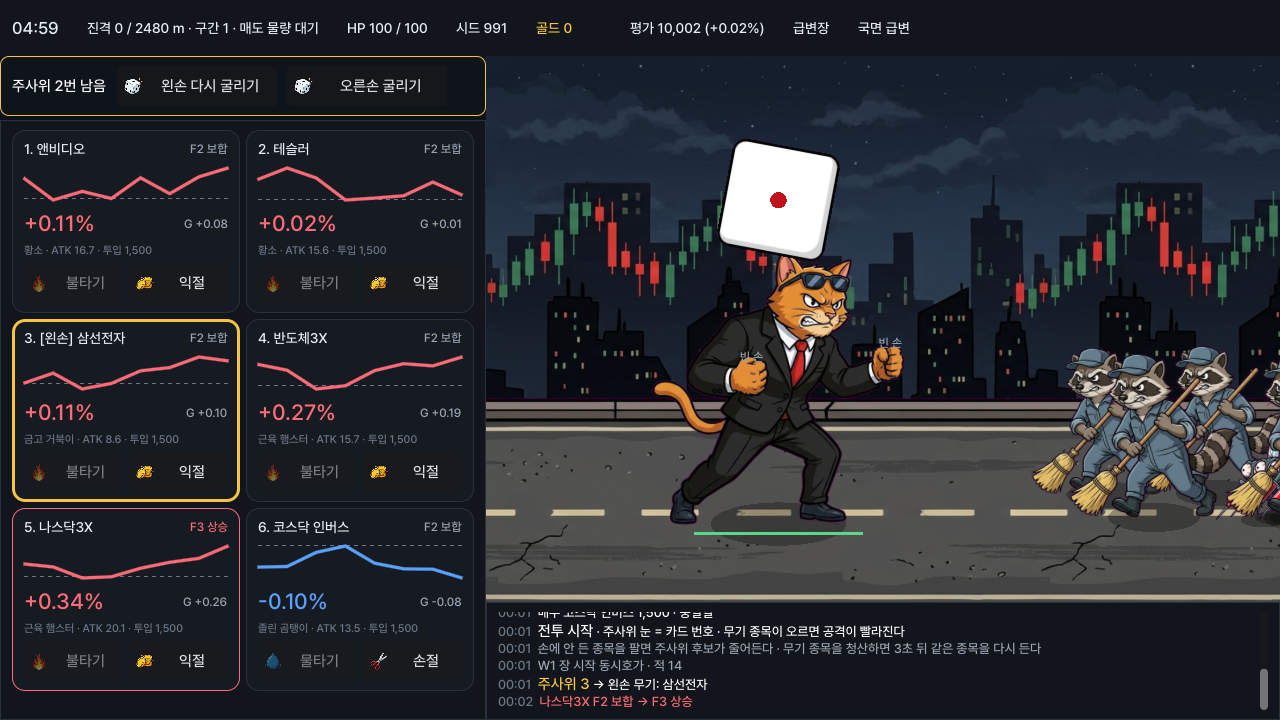 04:59 진격 0 / 2480 m · 구간 1 · 매도 물량 대기 HP 100 / 100 시드 991 골드 0 평가 10,002 (+0.02%) 급변장 국면 급변
주사위 2번 남음 왼손 다시 굴리기 오른손 굴리기
1. 앤비디오 F2 보합
+0.11% G +0.08
황소 · ATK 16.7 · 투입 1,500
불타기 익절
2. 테슬러 F2 보합
+0.02% G +0.01
황소 · ATK 15.6 · 투입 1,500
불타기 익절
3. [왼손] 삼선전자 F2 보합
+0.11% G +0.10
금고 거북이 · ATK 8.6 · 투입 1,500
불타기 익절
4. 반도체3X F2 보합
+0.27% G +0.19
근육 햄스터 · ATK 15.7 · 투입 1,500
불타기 익절
5. 나스닥3X F3 상승
+0.34% G +0.26
근육 햄스터 · ATK 20.1 · 투입 1,500
불타기 익절
6. 코스닥 인버스 F2 보합
-0.10% G -0.08
졸린 곰탱이 · ATK 13.5 · 투입 1,500
물타기 손절
빈 손
빈 손
00:01 매수 코스닥 인버스 1,500 ·
00:01 전투 시작 · 주사위 눈 = 카드 번호 · 무기 종목이 오르면 공격이 빨라진다
00:01 손에 안 든 종목을 팔면 주사위 후보가 줄어든다 · 무기 종목을 청산하면 3초 뒤 같은 종목을 다시 든다
00:01 W1 장 시작 동시호가 · 적 14
00:01 주사위 3 → 왼손 무기: 삼선전자
00:02 나스닥3X F2 보합 → F3 상승